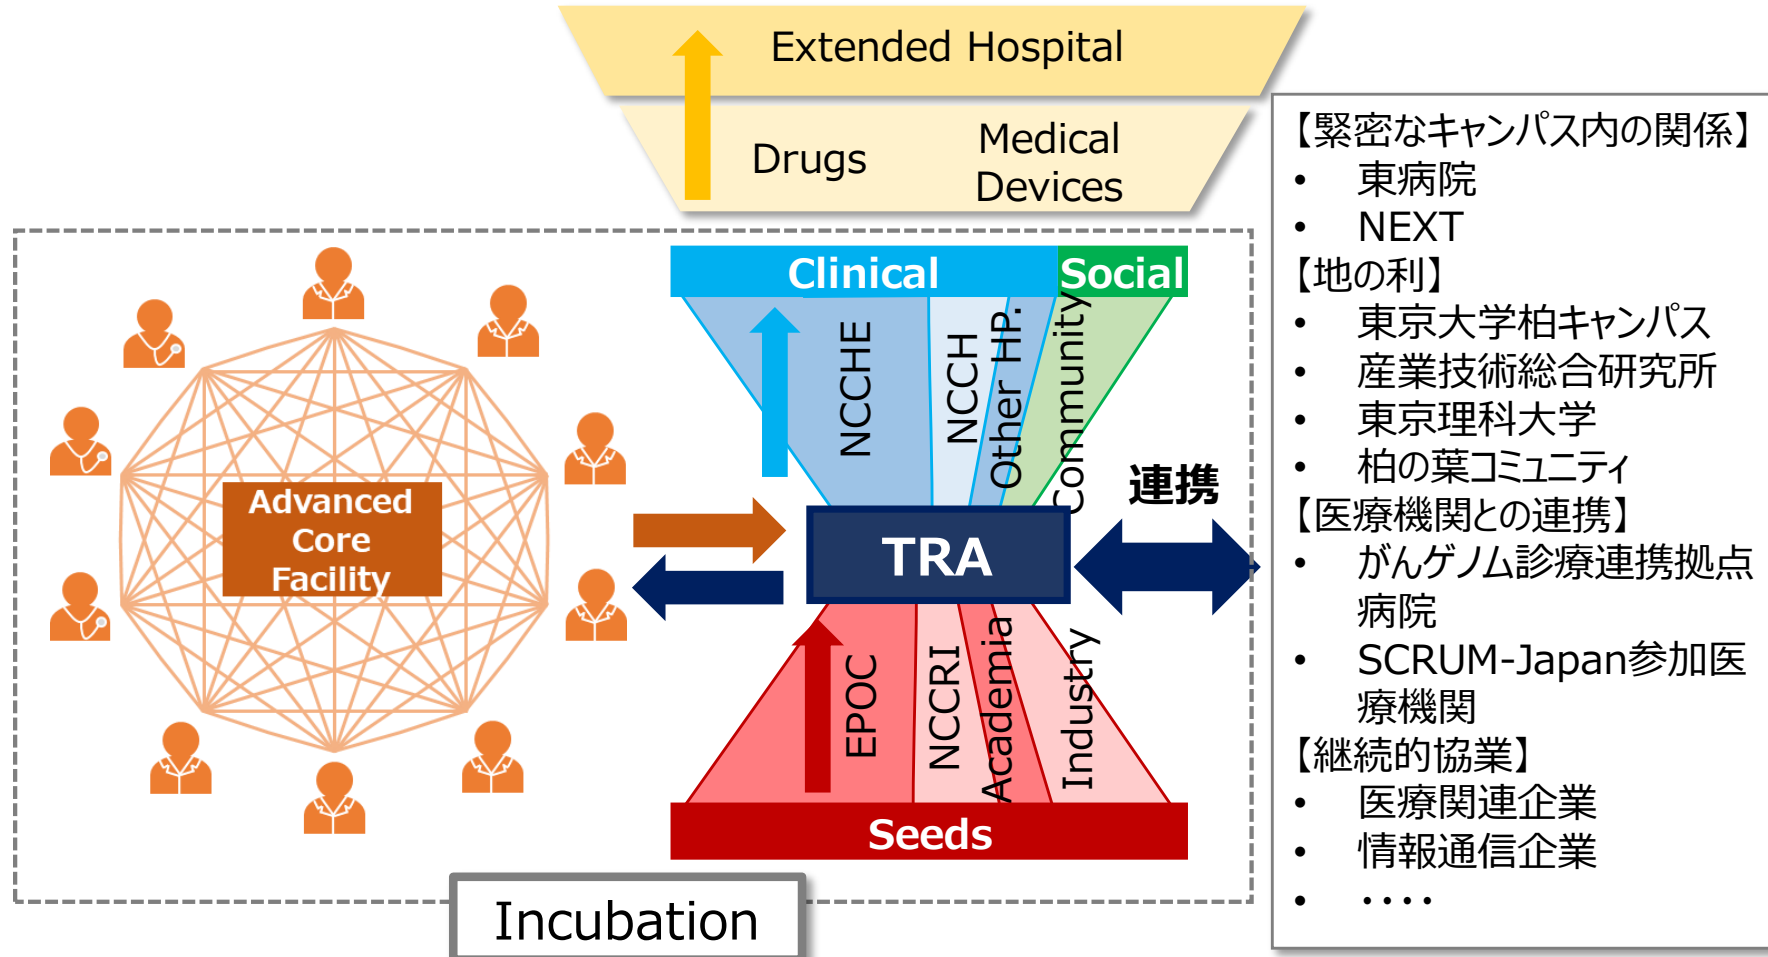 Extended Hospital
Drugs
Medical
Devices
Clinical
Social
NCCHE
NCCH
Other HP.
Community
Advanced
Core
Facility
TRA
連携
EPOC
NCCRI
Academia
Industry
Seeds
Incubation
【緊密なキャンパス内の関係】
• 東病院
• NEXT
【地の利】
• 東京大学柏キャンパス
• 産業技術総合研究所
• 東京理科大学
• 柏の葉コミュニティ
【医療機関との連携】
• がんゲノム診療連携拠点
病院
• SCRUM-Japan参加医
療機関
【継続的協業】
• 医療関連企業
• 情報通信企業
• ・・・・